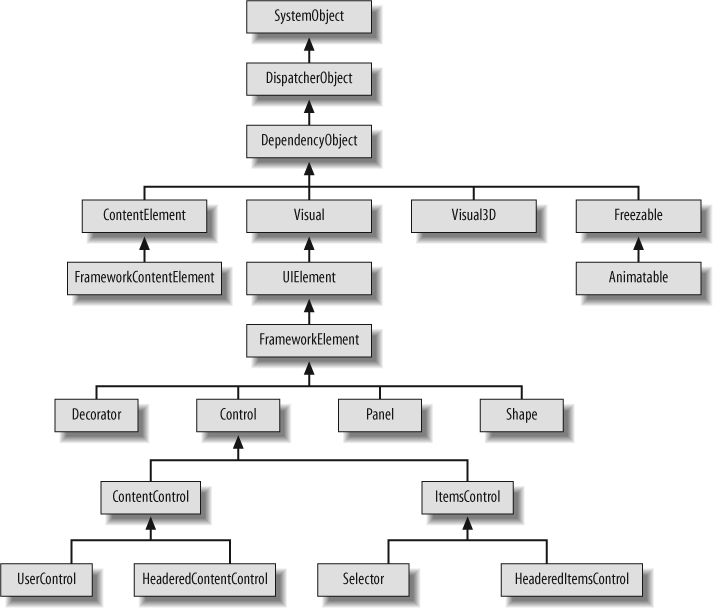 SystemObject
DispatcherObject
DependencyObject
ContentElement
Visual
Visual3D
Freezable
FrameworkContentElement
UIElement
Animatable
FrameworkElement
Decorator
Control
Panel
Shape
ContentControl
ItemsControl
UserControl
HeaderedContentControl
Selector
HeaderedItemsControl